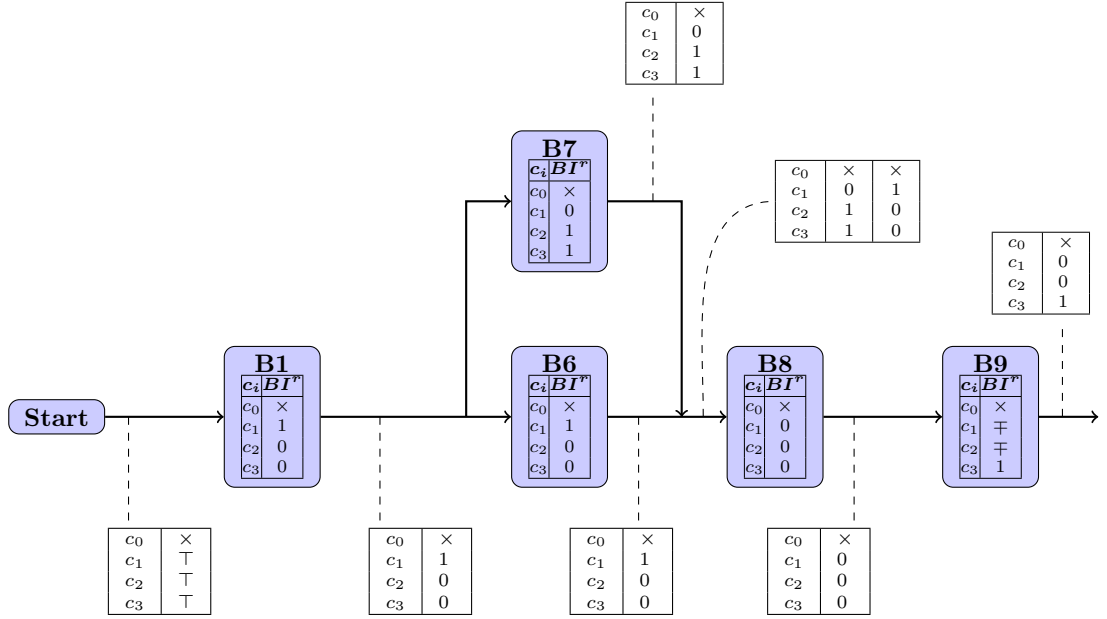 c₀ ×
c₁ 0
c₂ 1
c₃ 1
B7
cᵢ BIʳ
c₀ ×
c₁ 0
c₂ 1
c₃ 1
c₀ × ×
c₁ 0 1
c₂ 1 0
c₃ 1 0
c₀ ×
c₁ 0
c₂ 0
c₃ 1
Start
B1
cᵢ BIʳ
c₀ ×
c₁ 1
c₂ 0
c₃ 0
B6
cᵢ BIʳ
c₀ ×
c₁ 1
c₂ 0
c₃ 0
B8
cᵢ BIʳ
c₀ ×
c₁ 0
c₂ 0
c₃ 0
B9
cᵢ BIʳ
c₀ ×
c₁ ∓
c₂ ∓
c₃ 1
c₀ ×
c₁ ⊤
c₂ ⊤
c₃ ⊤
c₀ ×
c₁ 1
c₂ 0
c₃ 0
c₀ ×
c₁ 1
c₂ 0
c₃ 0
c₀ ×
c₁ 0
c₂ 0
c₃ 0